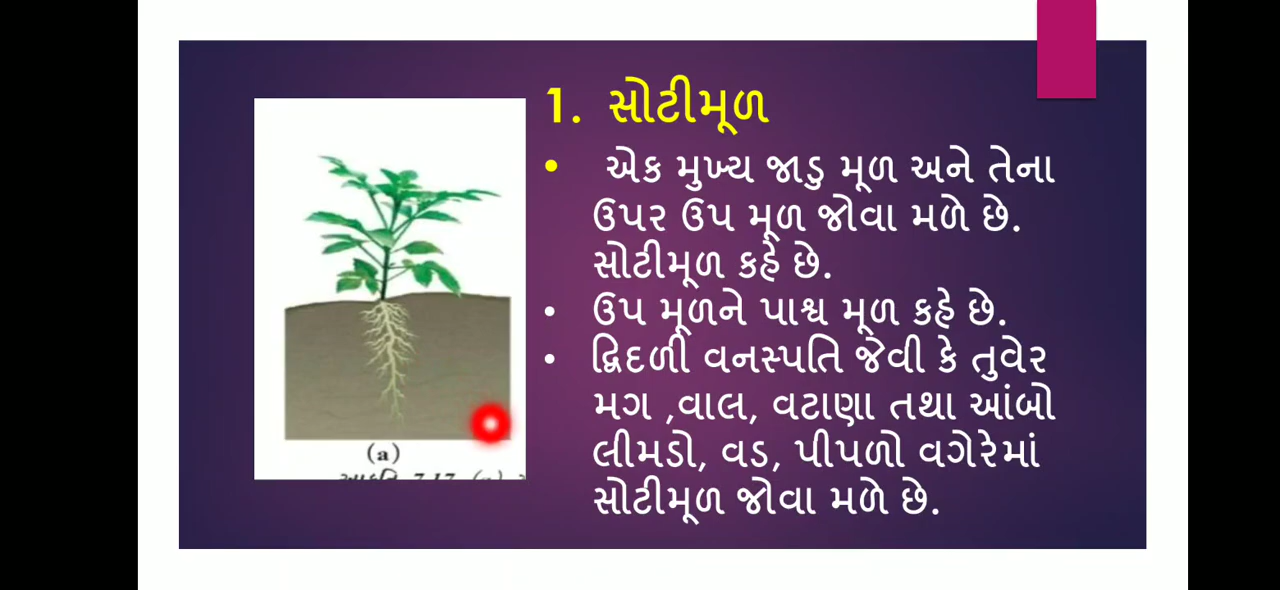 1. સોટીમૂળ
• એક મુખ્ય જાડુ મૂળ અને તેના
ઉપર ઉપ મૂળ જોવા મળે છે.
સોટીમૂળ કહે છે.
• ઉપ મૂળને પાશ્વ મૂળ કહે છે.
• દ્વિદળી વનસ્પતિ જેવી કે તુવેર
મગ ,વાલ, વટાણા તથા આંબો
લીમડો, વડ, પીપળો વગેરેમાં
સોટીમૂળ જોવા મળે છે.
(a)